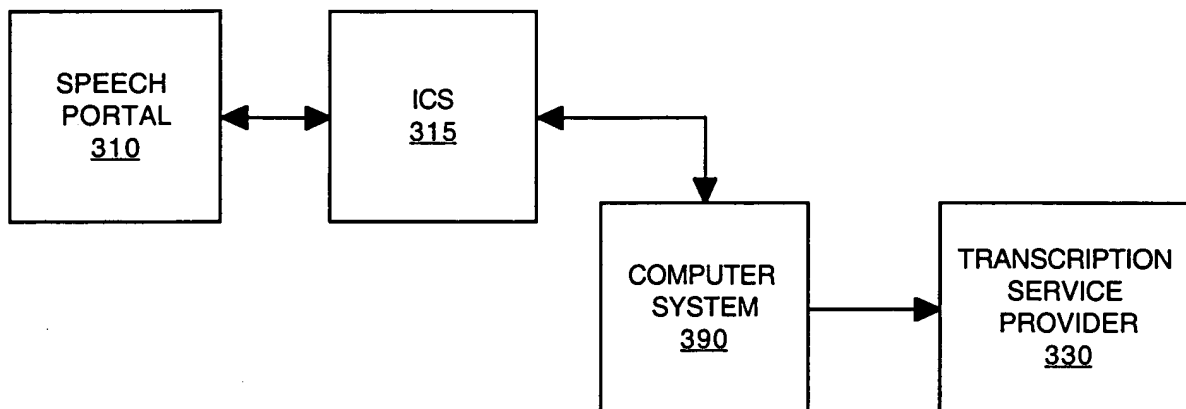 SPEECH
PORTAL
310
ICS
315
COMPUTER
SYSTEM
390
TRANSCRIPTION
SERVICE
PROVIDER
330